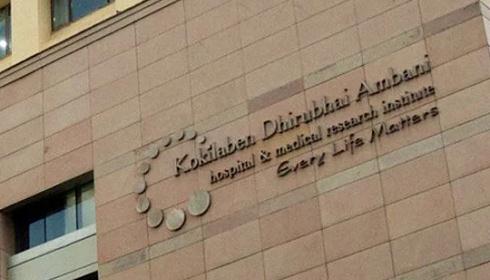 Kokilaben Dhirubhai Ambani
hospital & medical research institute
Every Life Matters